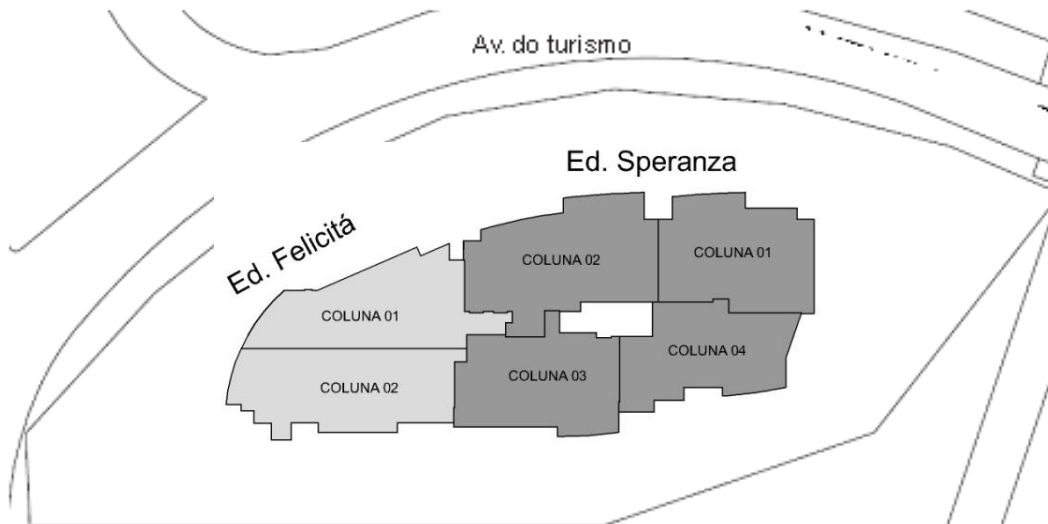 Av. do turismo
Ed. Speranza
Ed. Felicitá
COLUNA 02
COLUNA 01
COLUNA 01
COLUNA 04
COLUNA 02
COLUNA 03